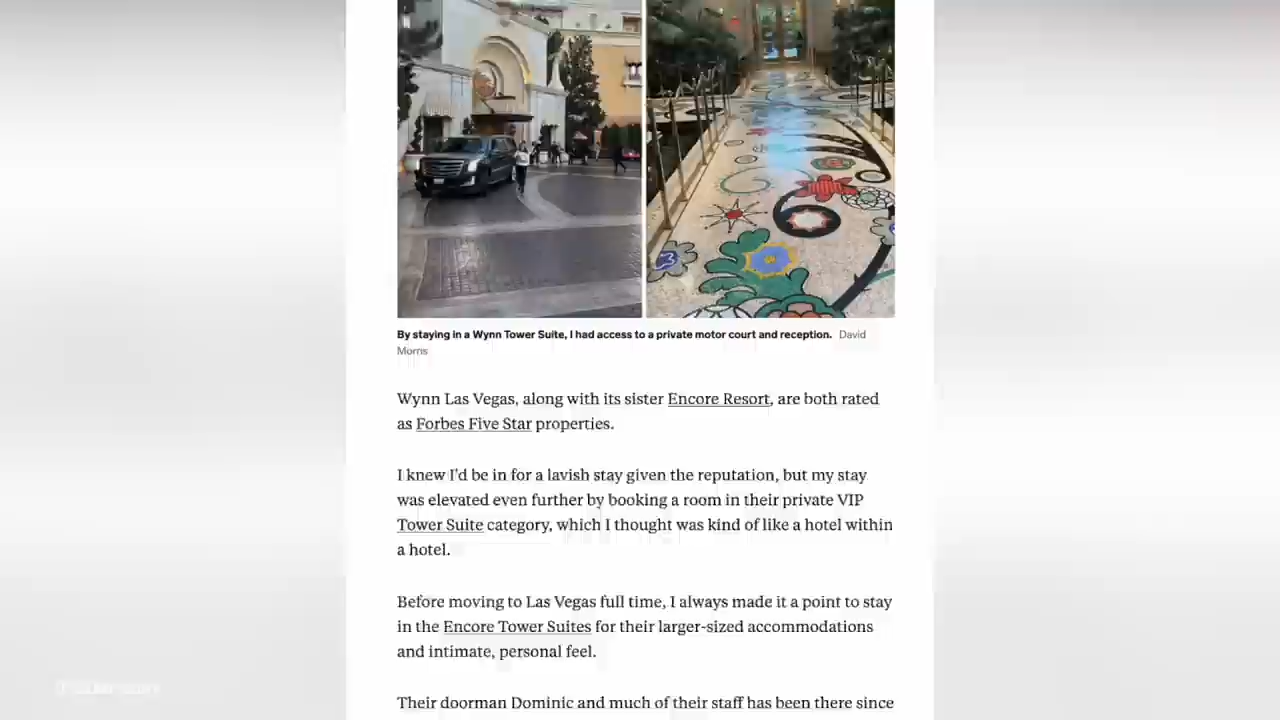 By staying in a Wynn Tower Suite, I had access to a private motor court and reception. David
Morris
Wynn Las Vegas, along with its sister Encore Resort, are both rated
as Forbes Five Star properties.
I knew I'd be in for a lavish stay given the reputation, but my stay
was elevated even further by booking a room in their private VIP
Tower Suite category, which I thought was kind of like a hotel within
a hotel.
Before moving to Las Vegas full time, I always made it a point to stay
in the Encore Tower Suites for their larger-sized accommodations
and intimate, personal feel.
Their doorman Dominic and much of their staff has been there since